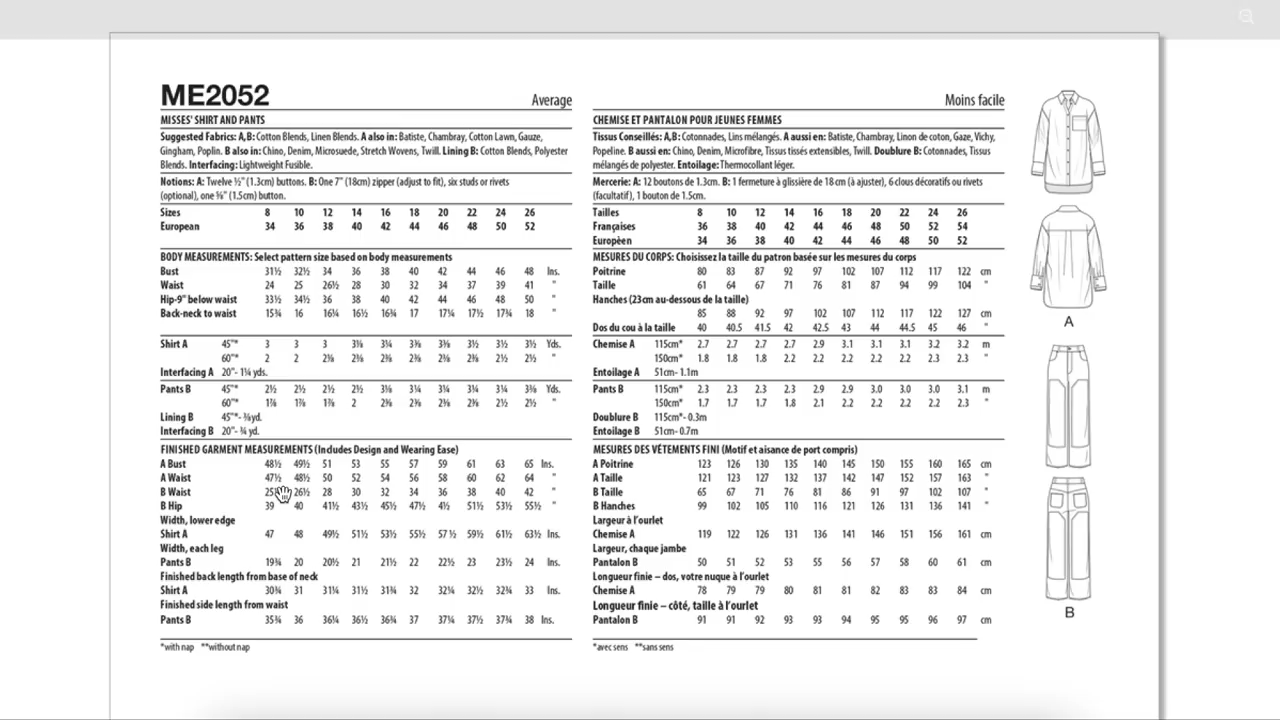 ME2052
Average
MISSES' SHIRT AND PANTS
Suggested Fabrics: A,B: Cotton Blends, Linen Blends. A also in: Batiste, Chambray, Cotton Lawn, Gauze,
Gingham, Poplin. B also in: Chino, Denim, Microsuede, Stretch Wovens, Twill. Lining B: Cotton Blends, Polyester
Blends. Interfacing: Lightweight Fusible.
Notions: A: Twelve ½" (1.3cm) buttons. B: One 7" (18cm) zipper (adjust to fit), six studs or rivets
(optional), one ⅝" (1.5cm) button.
Sizes 8 10 12 14 16 18 20 22 24 26
European 34 36 38 40 42 44 46 48 50 52
BODY MEASUREMENTS: Select pattern size based on body measurements
Bust 31½ 32½ 34 36 38 40 42 44 46 48 Ins.
Waist 24 25 26½ 28 30 32 34 37 39 41 "
Hip-9" below waist 33½ 34½ 36 38 40 42 44 46 48 50 "
Back-neck to waist 15¾ 16 16¼ 16½ 16¾ 17 17¼ 17½ 17¾ 18 "
Shirt A 45"* 3 3 3 3⅛ 3¼ 3⅜ 3⅜ 3½ 3½ 3½ Yds.
60"* 2 2 2⅜ 2⅜ 2⅜ 2⅜ 2⅜ 2⅜ 2½ 2½ "
Interfacing A 20"- 1¼ yds.
Pants B 45"* 2½ 2½ 2½ 2½ 3⅛ 3¼ 3¼ 3¼ 3¼ 3⅜ Yds.
60"* 1⅞ 1⅞ 1⅞ 2 2⅜ 2⅜ 2⅜ 2⅜ 2½ 2½ "
Lining B 45"*- ⅜yd.
Interfacing B 20"- ¾ yd.
FINISHED GARMENT MEASUREMENTS (Includes Design and Wearing Ease)
A Bust 48½ 49½ 51 53 55 57 59 61 63 65 Ins.
A Waist 47½ 48½ 50 52 54 56 58 60 62 64 "
B Waist 26½ 28 30 32 34 36 38 40 42 "
B Hip 39 40 41½ 43½ 45½ 47½ 4½ 51½ 53½ 55½ "
Width, lower edge
Shirt A 47 48 49½ 51½ 53½ 55½ 57 ½ 59½ 61½ 63½ Ins.
Width, each leg
Pants B 19¾ 20 20½ 21 21½ 22 22½ 23 23½ 24 Ins.
Finished back length from base of neck
Shirt A 30¾ 31 31¼ 31½ 31¾ 32 32¼ 32½ 32¾ 33 Ins.
Finished side length from waist
Pants B 35¾ 36 36¼ 36½ 36¾ 37 37¼ 37½ 37¾ 38 Ins.
*with nap **without nap
Moins facile
CHEMISE ET PANTALON POUR JEUNES FEMMES
Tissus Conseillés: A,B: Cotonnades, Lins mélangés. A aussi en: Batiste, Chambray, Linon de coton, Gaze, Vichy,
Popeline. B aussi en: Chino, Denim, Microfibre, Tissus tissés extensibles, Twill. Doublure B: Cotonnades, Tissus
mélangés de polyester. Entoilage: Thermocollant léger.
Mercerie: A: 12 boutons de 1.3cm. B: 1 fermeture à glissière de 18cm (à ajuster), 6 clous décoratifs ou rivets
(facultatif), 1 bouton de 1.5cm.
Tailles 8 10 12 14 16 18 20 22 24 26
Françaises 36 38 40 42 44 46 48 50 52 54
Europèen 34 36 38 40 42 44 46 48 50 52
MESURES DU CORPS: Choisissez la taille du patron basée sur les mesures du corps
Poitrine 80 83 87 92 97 102 107 112 117 122 cm
Taille 61 64 67 71 76 81 87 94 99 104 "
Hanches (23cm au-dessous de la taille)
85 88 92 97 102 107 112 117 122 127 cm
Dos du cou à la taille 40 40.5 41.5 42 42.5 43 44 44.5 45 46 "
Chemise A 115cm* 2.7 2.7 2.7 2.7 2.9 3.1 3.1 3.1 3.2 3.2 m
150cm* 1.8 1.8 1.8 2.2 2.2 2.2 2.2 2.2 2.3 2.3 "
Entoilage A 51cm- 1.1m
Pants B 115cm* 2.3 2.3 2.3 2.3 2.9 2.9 3.0 3.0 3.0 3.1 m
150cm* 1.7 1.7 1.7 1.8 2.1 2.2 2.2 2.2 2.2 2.3 "
Doublure B 115cm*- 0.3m
Entoilage B 51cm- 0.7m
MESURES DES VÉTEMENTS FINI (Motif et aisance de port compris)
A Poitrine 123 126 130 135 140 145 150 155 160 165 cm
A Taille 121 123 127 132 137 142 147 152 157 163 "
B Taille 65 67 71 76 81 86 91 97 102 107 "
B Hanches 99 102 105 110 116 121 126 131 136 141 "
Largeur à l'ourlet
Chemise A 119 122 126 131 136 141 146 151 156 161 cm
Largeur, chaque jambe
Pantalon B 50 51 52 53 55 56 57 58 60 61 cm
Longueur finie – dos, votre nuque à l'ourlet
Chemise A 78 79 79 80 81 81 82 83 83 84 cm
Longueur finie – côté, taille à l'ourlet
Pantalon B 91 91 92 93 93 94 95 95 96 97 cm
*avec sens **sans sens
A
B